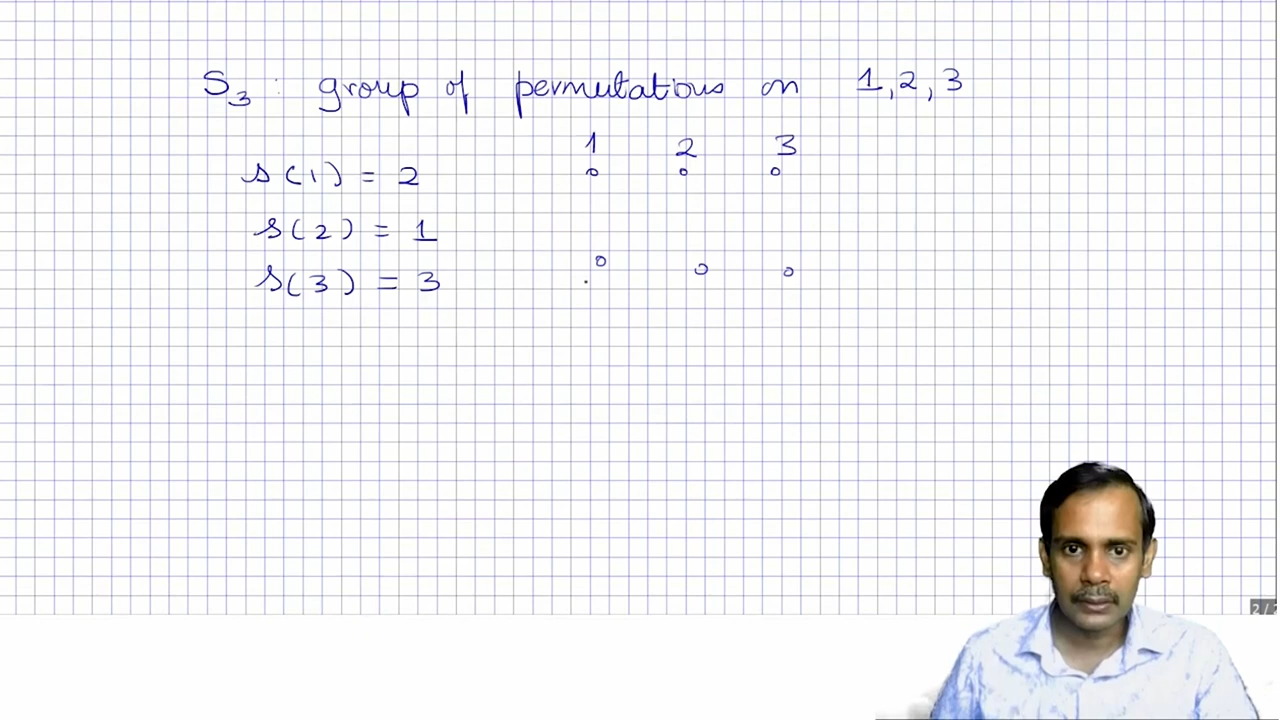 S₃ : group of permutations on 1, 2, 3
1 2 3
s(1) = 2
s(2) = 1
s(3) = 3